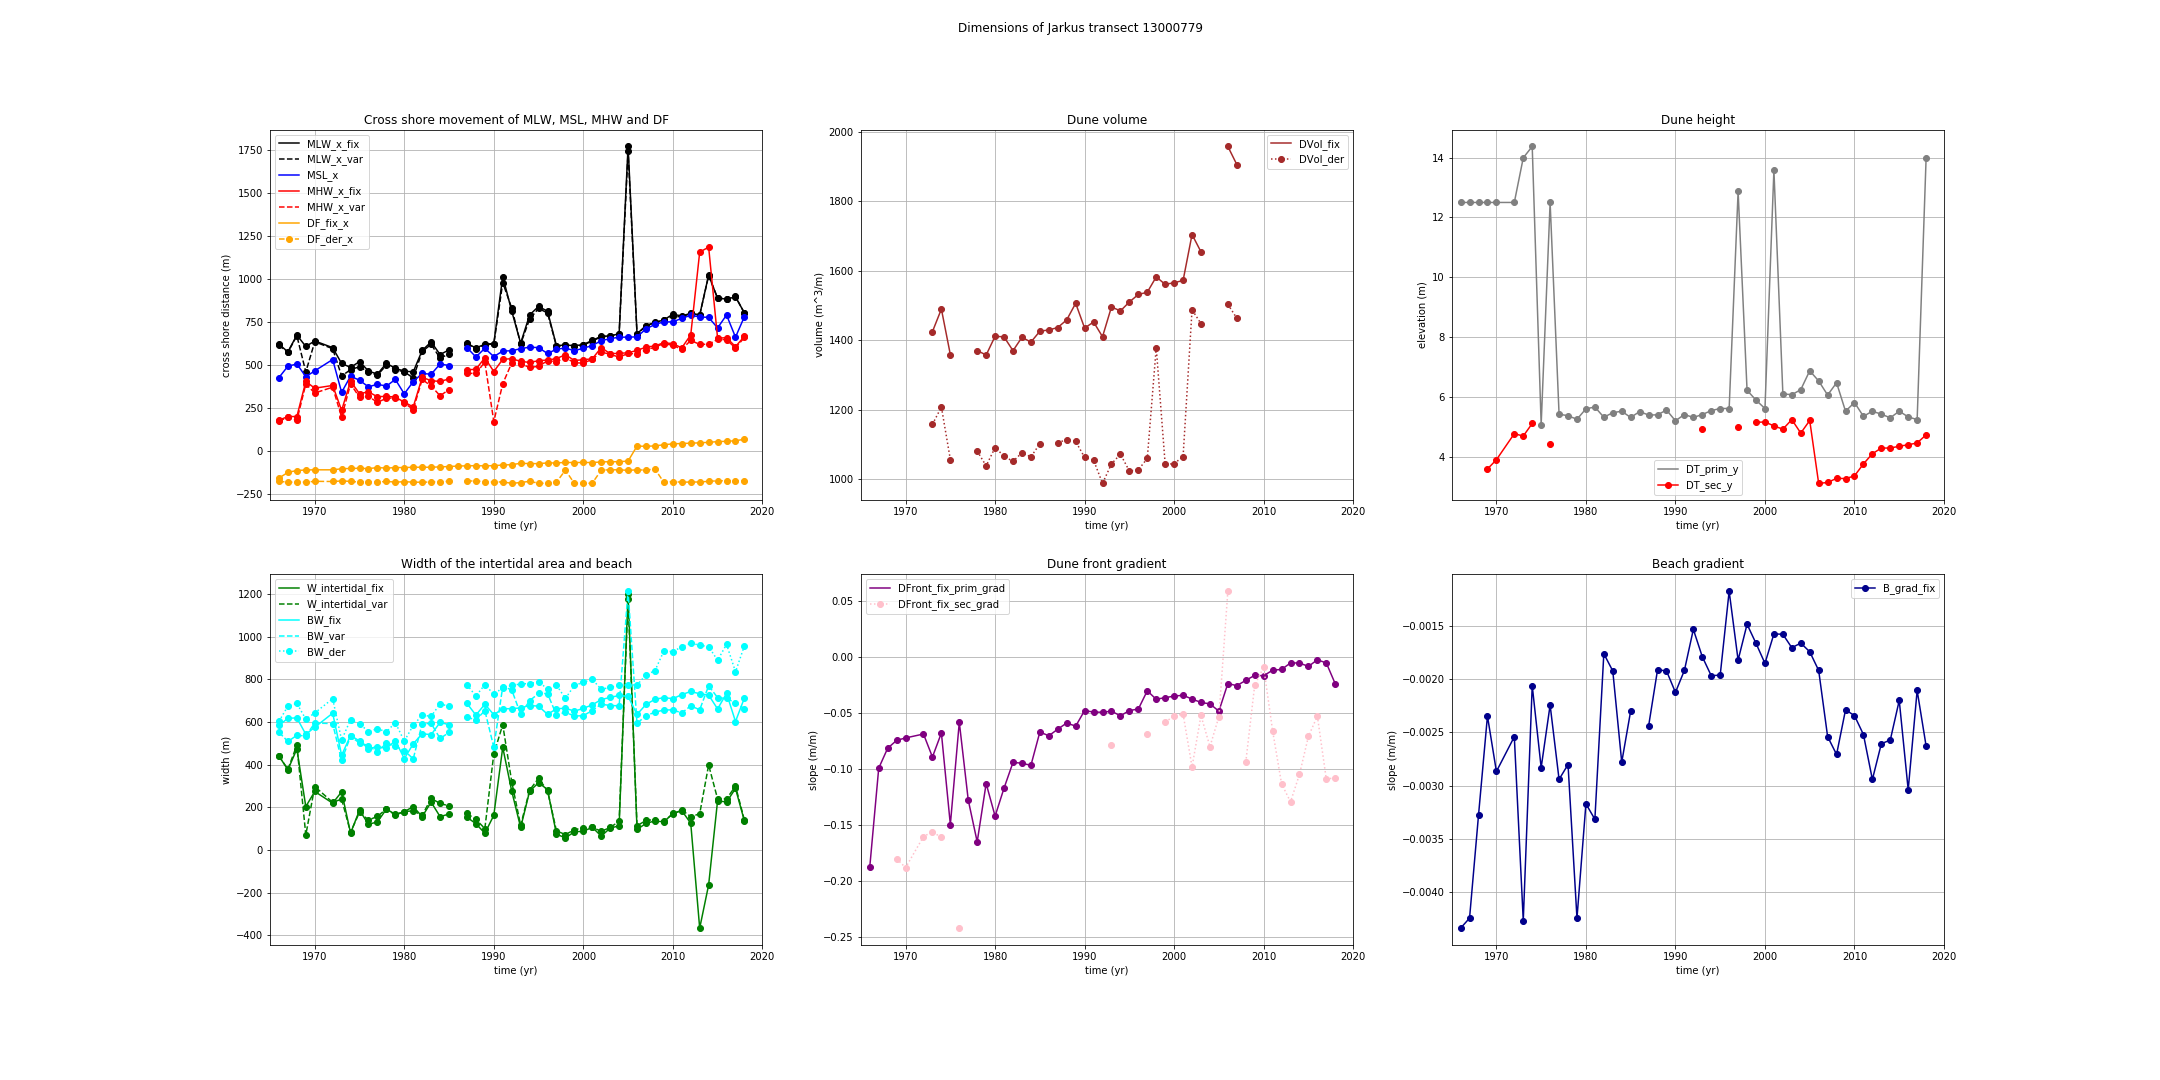 Dimensions of Jarkus transect 13000779
Cross shore movement of MLW, MSL, MHW and DF
MLW_x_fix
MLW_x_var
MSL_x
MHW_x_fix
MHW_x_var
DF_fix_x
DF_der_x
1750
1500
1250
1000
750
500
250
0
−250
cross shore distance (m)
1970 1980 1990 2000 2010 2020
time (yr)
Dune volume
DVol_fix
DVol_der
2000
1800
1600
1400
1200
1000
volume (m^3/m)
1970 1980 1990 2000 2010 2020
time (yr)
Dune height
14
12
10
8
6
4
elevation (m)
DT_prim_y
DT_sec_y
1970 1980 1990 2000 2010 2020
time (yr)
Width of the intertidal area and beach
W_intertidal_fix
W_intertidal_var
BW_fix
BW_var
BW_der
1200
1000
800
600
400
200
0
−200
−400
width (m)
1970 1980 1990 2000 2010 2020
time (yr)
Dune front gradient
DFront_fix_prim_grad
DFront_fix_sec_grad
0.05
0.00
−0.05
−0.10
−0.15
−0.20
−0.25
slope (m/m)
1970 1980 1990 2000 2010 2020
time (yr)
Beach gradient
B_grad_fix
−0.0015
−0.0020
−0.0025
−0.0030
−0.0035
−0.0040
slope (m/m)
1970 1980 1990 2000 2010 2020
time (yr)